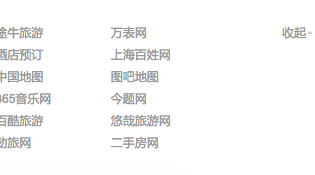 途牛旅游 万表网 收起
酒店预订 上海百姓网
中国地图 图吧地图
365音乐网 今题网
百酷旅游 悠哉旅游网
劲旅网 二手房网